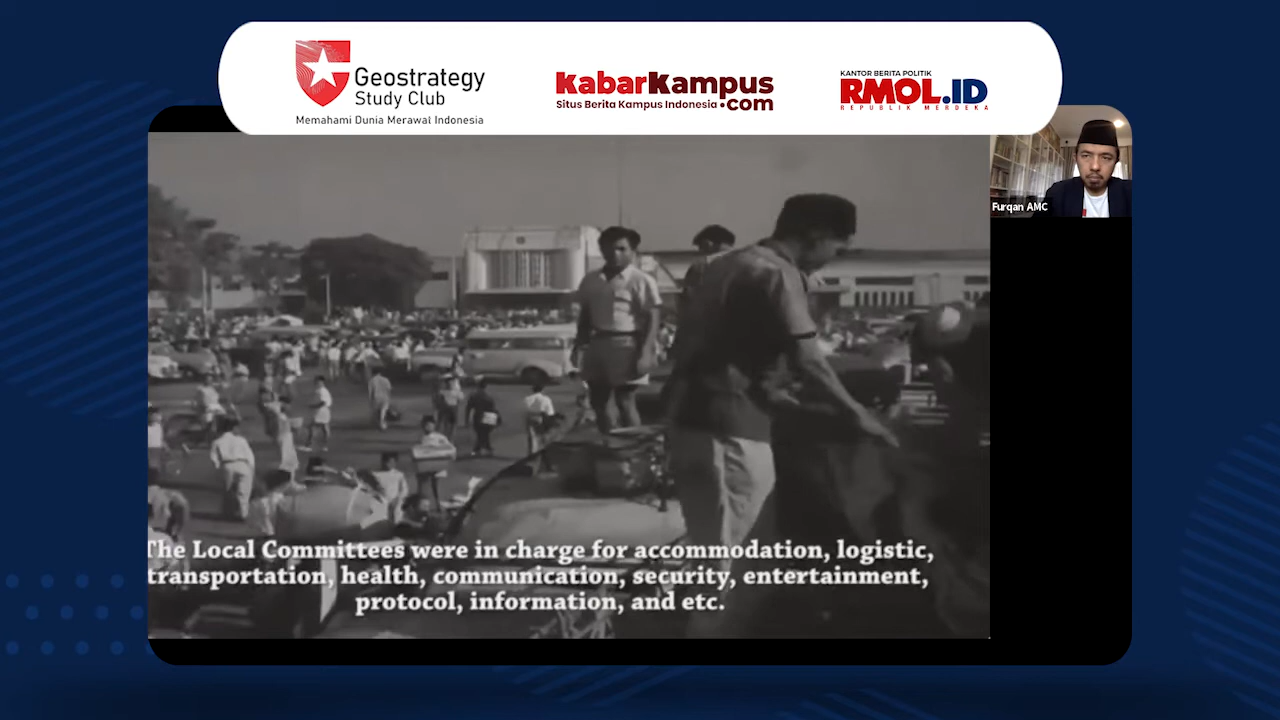 Geostrategy
Study Club
Memahami Dunia Merawal Indonesia
KabarKampus
Situs Berita Kampus Indonesia .com
KANTOR BERITA POLITIK
RMOL.ID
REPUBLIK MERDEKA
Furqan AMC
The Local Committees were in charge for accommodation, logistic,
transportation, health, communication, security, entertainment,
protocol, information, and etc.